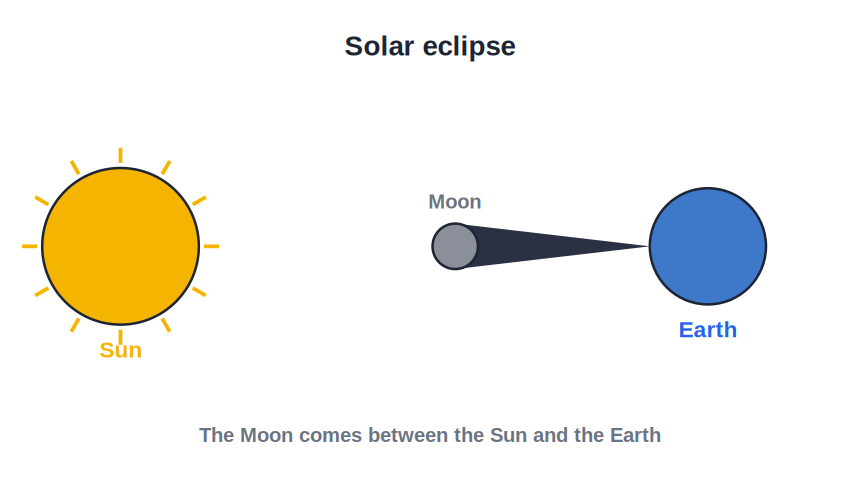 Solar eclipse
Moon
Earth
Sun
The Moon comes between the Sun and the Earth